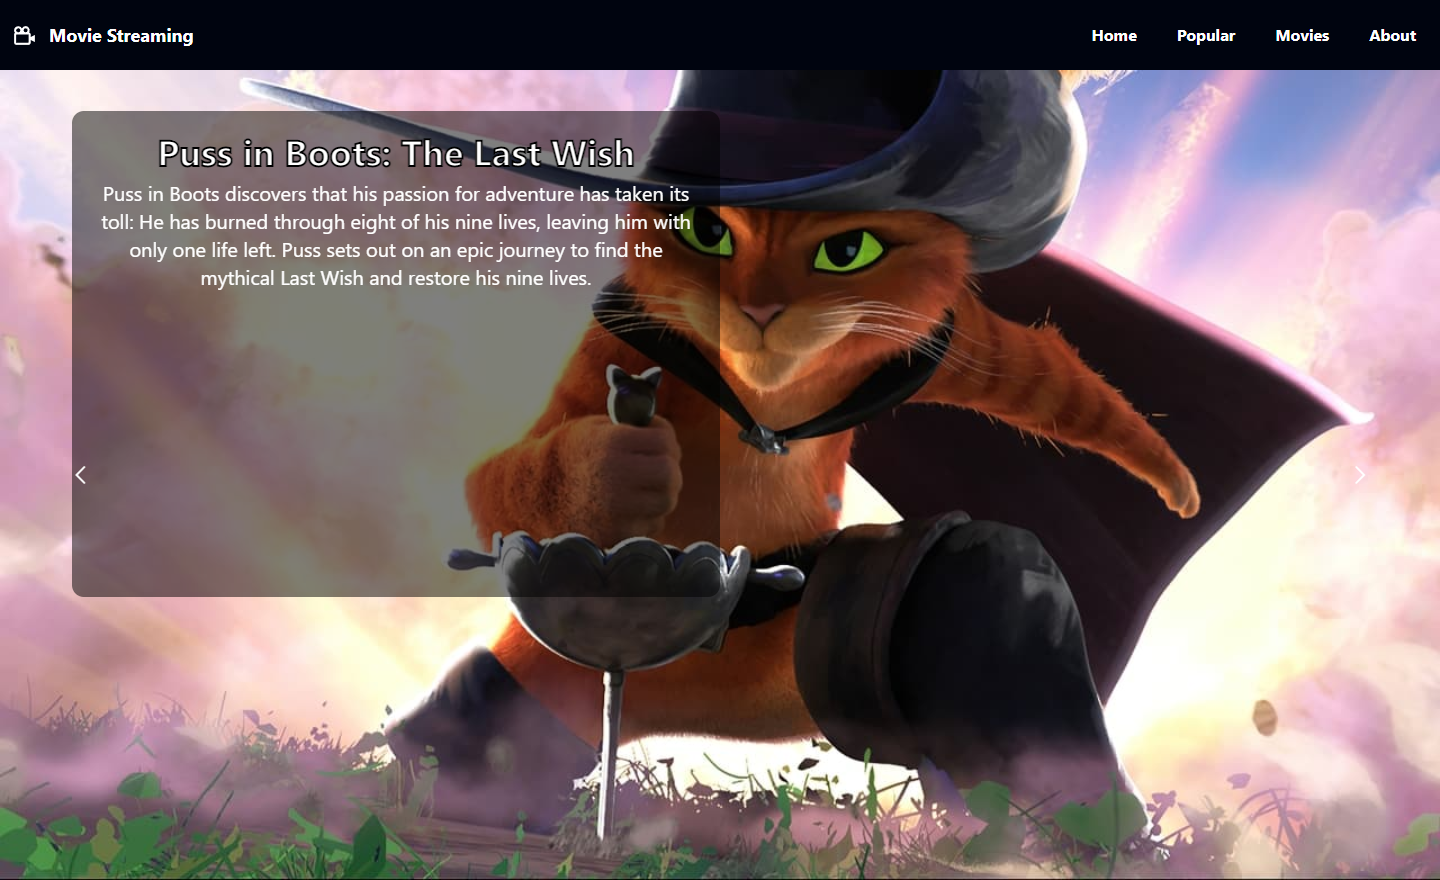 Movie Streaming
Home
Popular
Movies
About
Puss in Boots: The Last Wish
Puss in Boots discovers that his passion for adventure has taken its
toll: He has burned through eight of his nine lives, leaving him with
only one life left. Puss sets out on an epic journey to find the
mythical Last Wish and restore his nine lives.